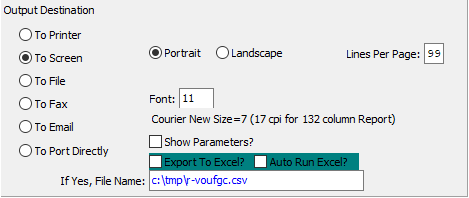 Output Destination
To Printer
To Screen
Portrait Landscape Lines Per Page: 99
To File
To Fax
Font: 11
Courier New Size=7 (17 cpi for 132 column Report)
To Email
Show Parameters?
To Port Directly
Export To Excel? Auto Run Excel?
If Yes, File Name: c:\tmp\r-voufgc.csv